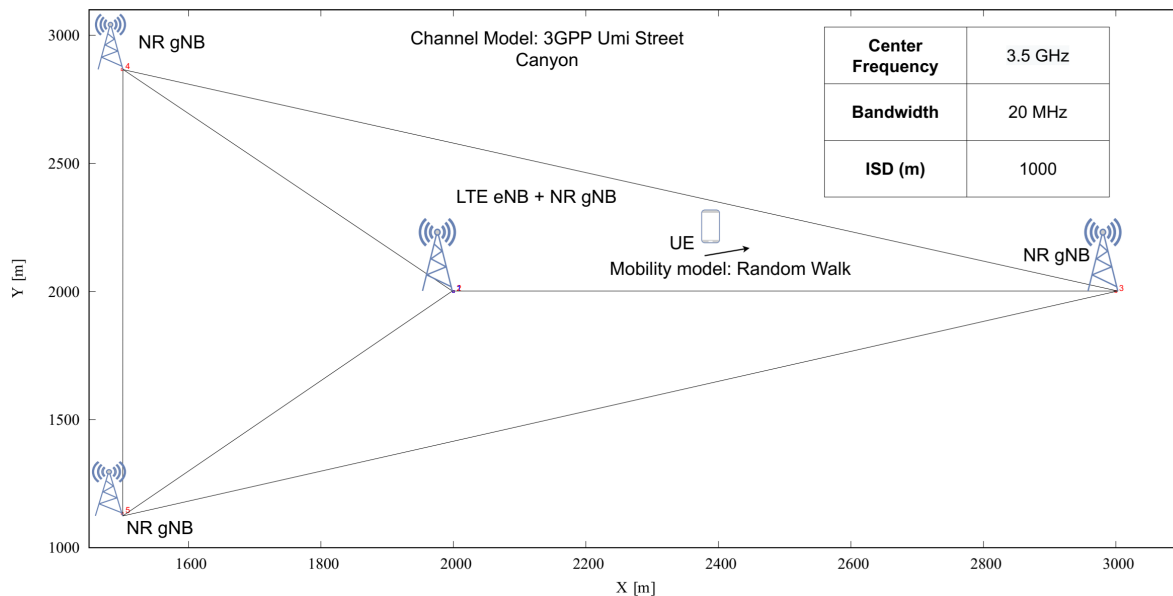 3000
2500
2000
1500
1000
Y [m]
NR gNB
4
Channel Model: 3GPP Umi Street
Canyon
Center
Frequency
3.5 GHz
Bandwidth
20 MHz
ISD (m)
1000
LTE eNB + NR gNB
UE
Mobility model: Random Walk
NR gNB
3
5
NR gNB
1600
1800
2000
2200
2400
2600
2800
3000
X [m]